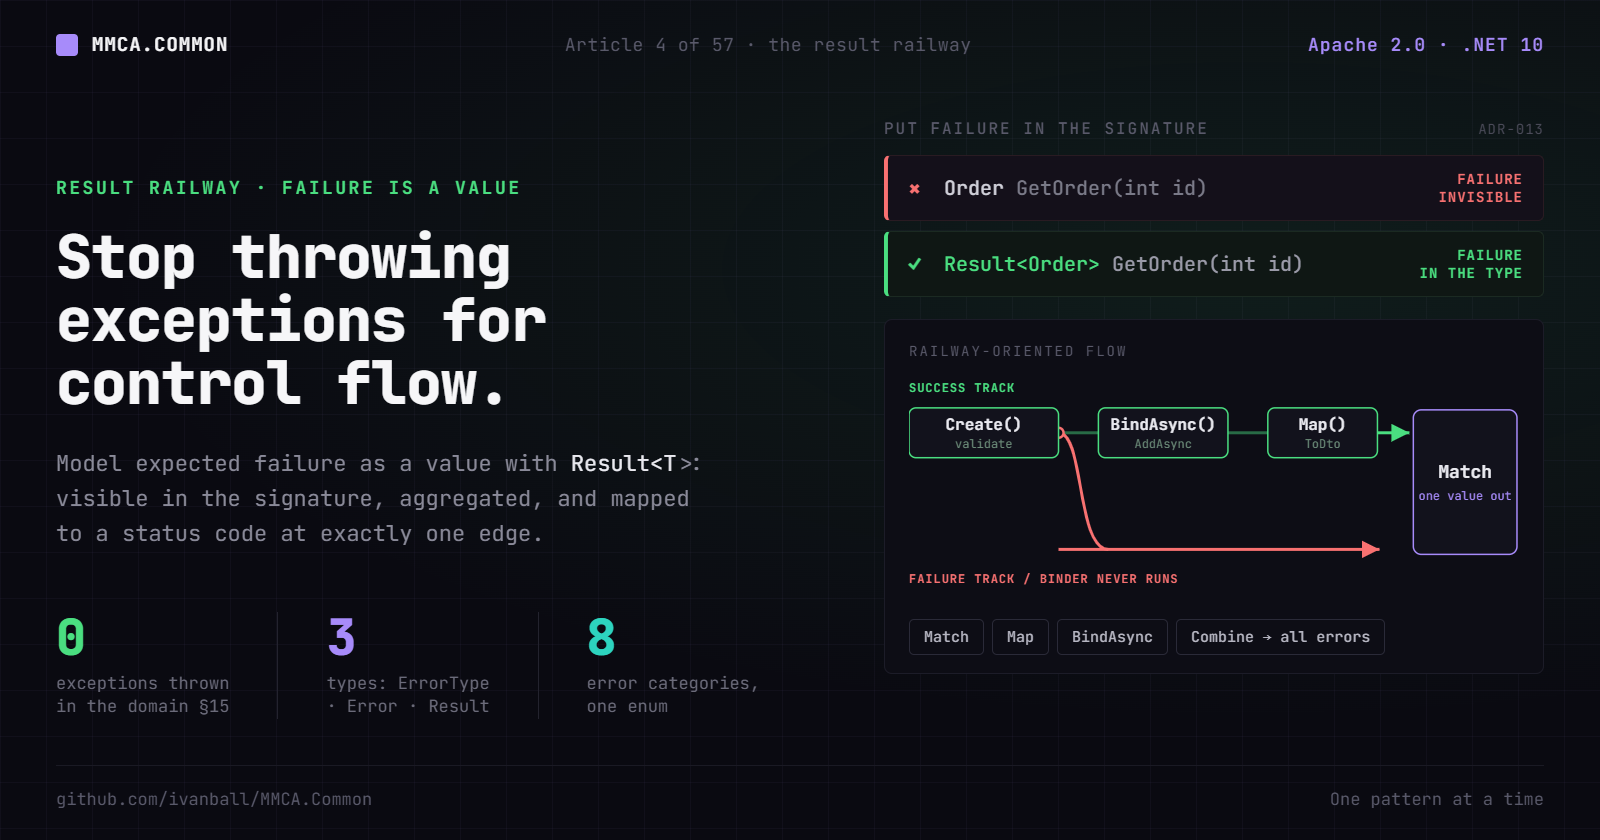 MMCA.COMMON
Article 4 of 57 · the result railway
Apache 2.0 · .NET 10
RESULT RAILWAY · FAILURE IS A VALUE
Stop throwing
exceptions for
control flow.
Model expected failure as a value with Result<T>:
visible in the signature, aggregated, and mapped
to a status code at exactly one edge.
0
exceptions thrown
in the domain §15
3
types: ErrorType
· Error · Result
8
error categories,
one enum
PUT FAILURE IN THE SIGNATURE
ADR-013
✖ Order GetOrder(int id)
FAILURE
INVISIBLE
✓ Result<Order> GetOrder(int id)
FAILURE
IN THE TYPE
RAILWAY-ORIENTED FLOW
SUCCESS TRACK
Create()
validate
BindAsync()
AddAsync
Map()
ToDto
Match
one value out
FAILURE TRACK / BINDER NEVER RUNS
Match
Map
BindAsync
Combine → all errors
github.com/ivanball/MMCA.Common
One pattern at a time